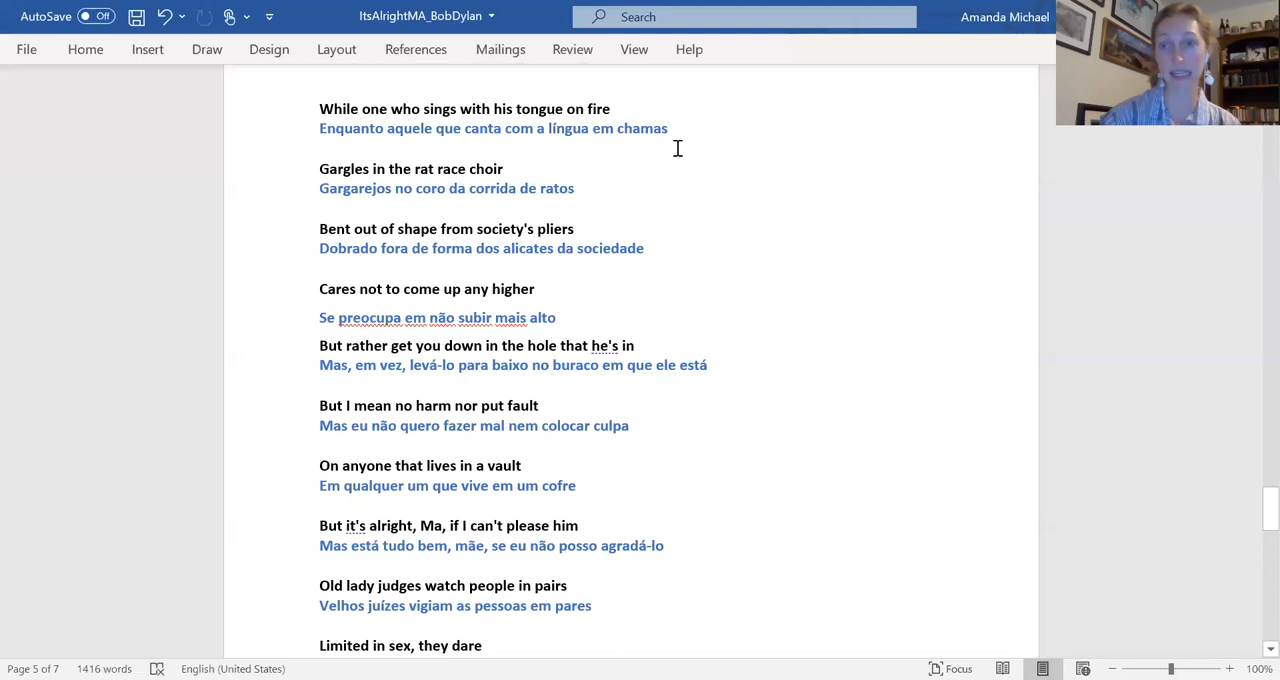 AutoSave Off ItsAlrightMA_BobDylan Search Amanda Michael
File Home Insert Draw Design Layout References Mailings Review View Help
While one who sings with his tongue on fire
Enquanto aquele que canta com a língua em chamas
Gargles in the rat race choir
Gargarejos no coro da corrida de ratos
Bent out of shape from society's pliers
Dobrado fora de forma dos alicates da sociedade
Cares not to come up any higher
Se preocupa em não subir mais alto
But rather get you down in the hole that he's in
Mas, em vez, levá-lo para baixo no buraco em que ele está
But I mean no harm nor put fault
Mas eu não quero fazer mal nem colocar culpa
On anyone that lives in a vault
Em qualquer um que vive em um cofre
But it's alright, Ma, if I can't please him
Mas está tudo bem, mãe, se eu não posso agradá-lo
Old lady judges watch people in pairs
Velhos juízes vigiam as pessoas em pares
Limited in sex, they dare
Page 5 of 7 1416 words English (United States) Focus 100%